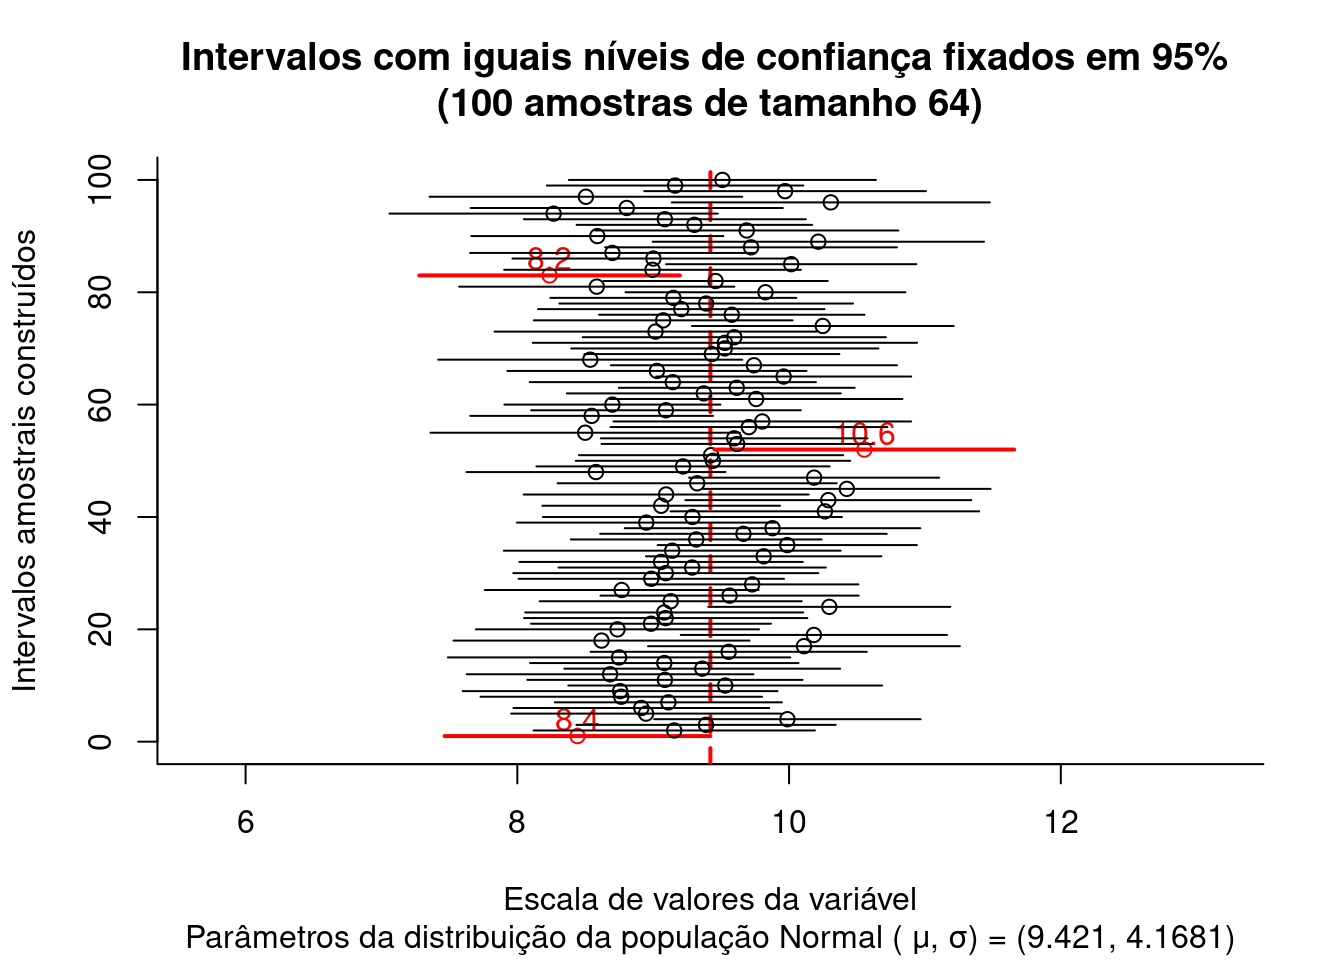 Intervalos com iguais níveis de confiança fixados em 95%
(100 amostras de tamanho 64)
Intervalos amostrais construídos
100
80
60
40
20
0
8.2
10.6
8.4
6
8
10
12
Escala de valores da variável
Parâmetros da distribuição da população Normal ( µ, σ) = (9.421, 4.1681)